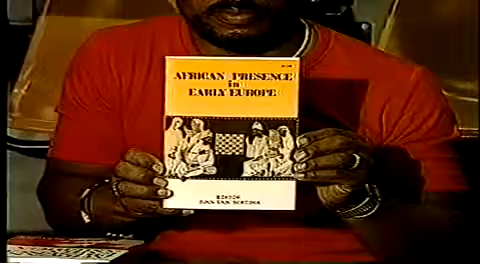 AFRICAN PRESENCE
in
EARLY EUROPE
EDITOR
IVAN VAN SERTIMA